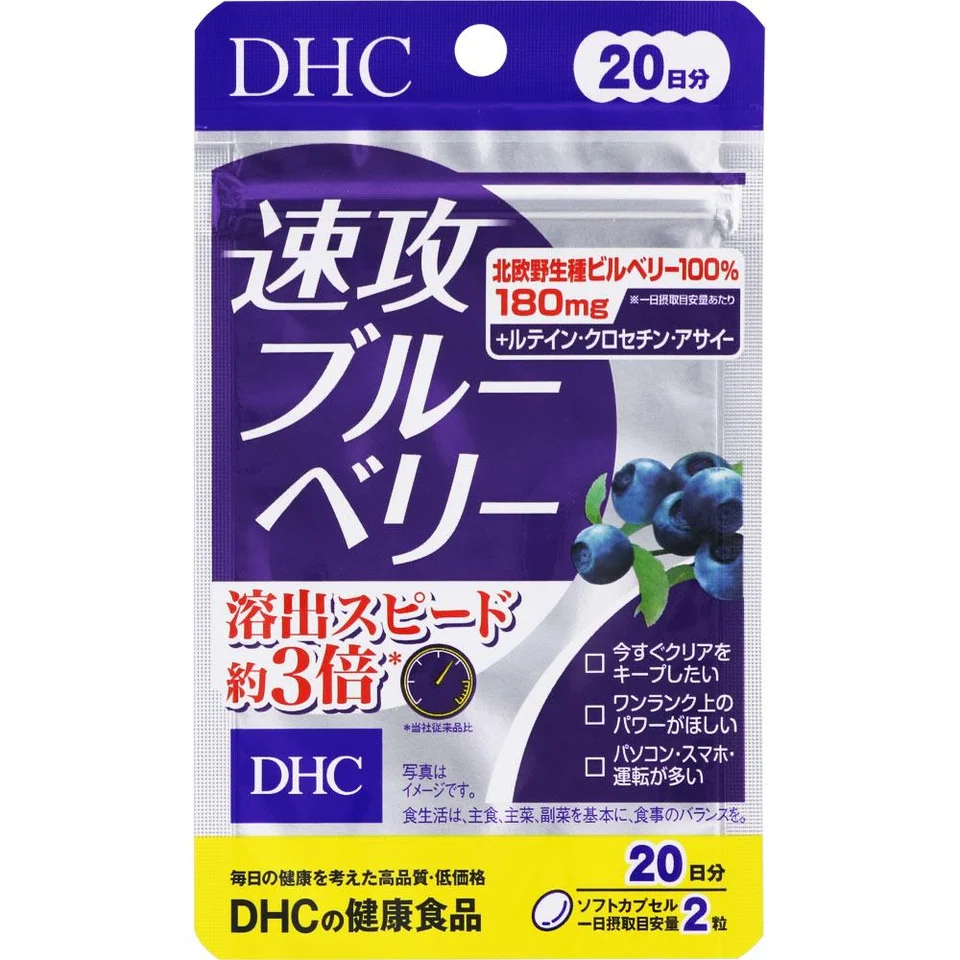 DHC
20日分
速攻
ブルー
ベリー
北欧野生種ビルベリー100%
180mg ※一日摂取目安量あたり
+ルテイン・クロセチン・アサイー
溶出スピード
約3倍*
*当社従来品比
□ 今すぐクリアを
キープしたい
□ ワンランク上の
パワーがほしい
□ パソコン・スマホ・
運転が多い
DHC
写真は
イメージです。
食生活は、主食、主菜、副菜を基本に、食事のバランスを。
毎日の健康を考えた高品質・低価格
DHCの健康食品
20日分
ソフトカプセル
一日摂取目安量 2粒